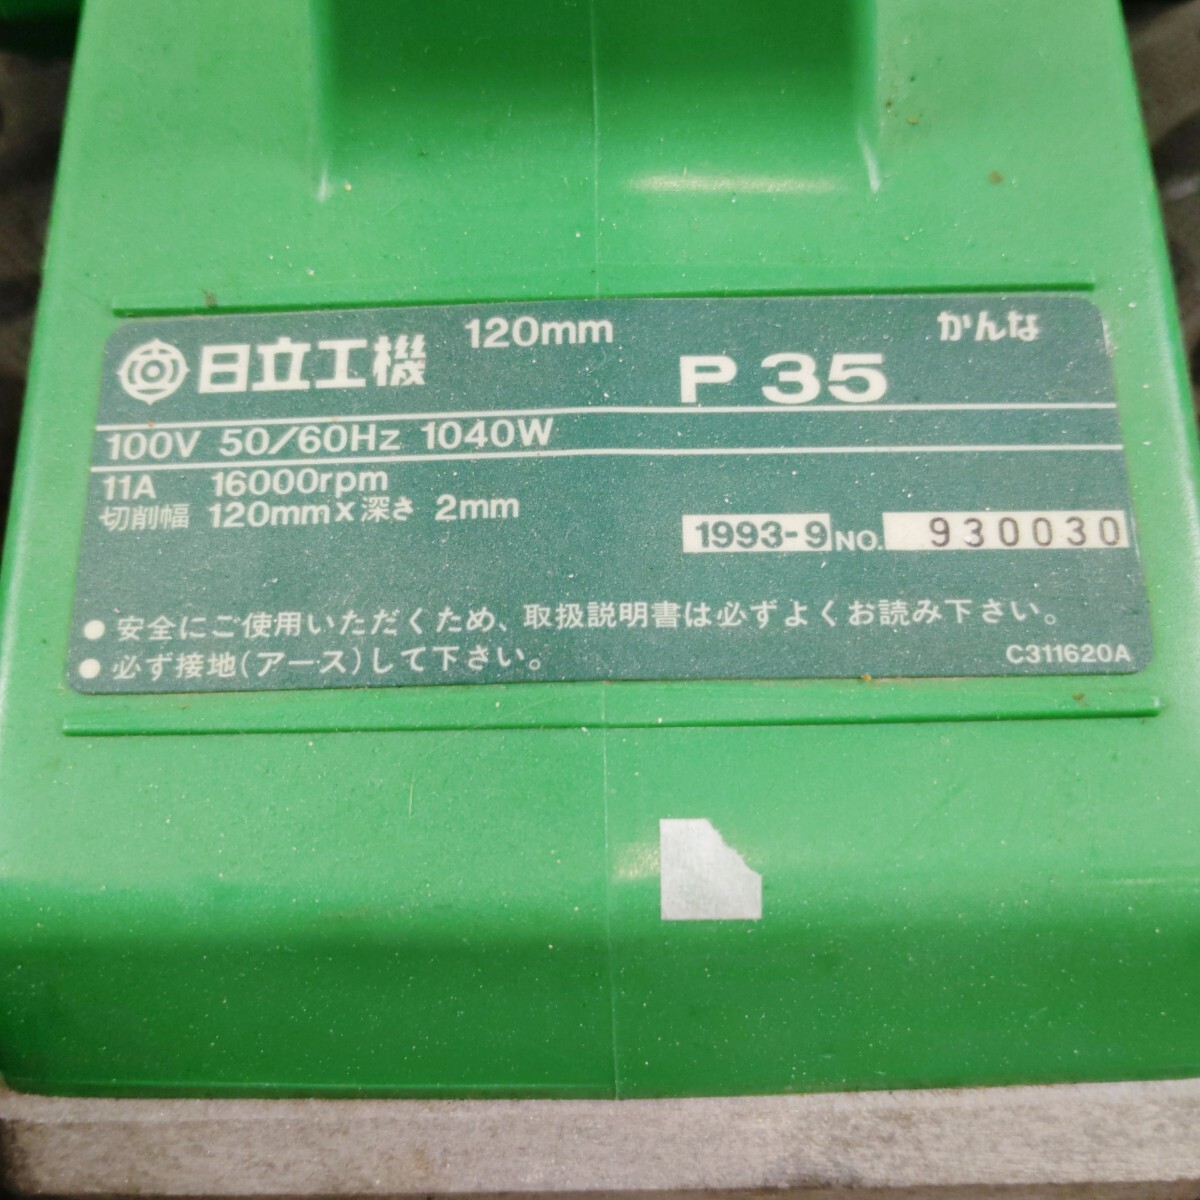 日立工機 120mm P 35 かんな
100V 50/60Hz 1040W
11A 16000rpm
切削幅 120mm×深さ 2mm
1993-9 NO. 930030
● 安全にご使用いただくため、取扱説明書は必ずよくお読み下さい。
● 必ず接地(アース)して下さい。
C311620A